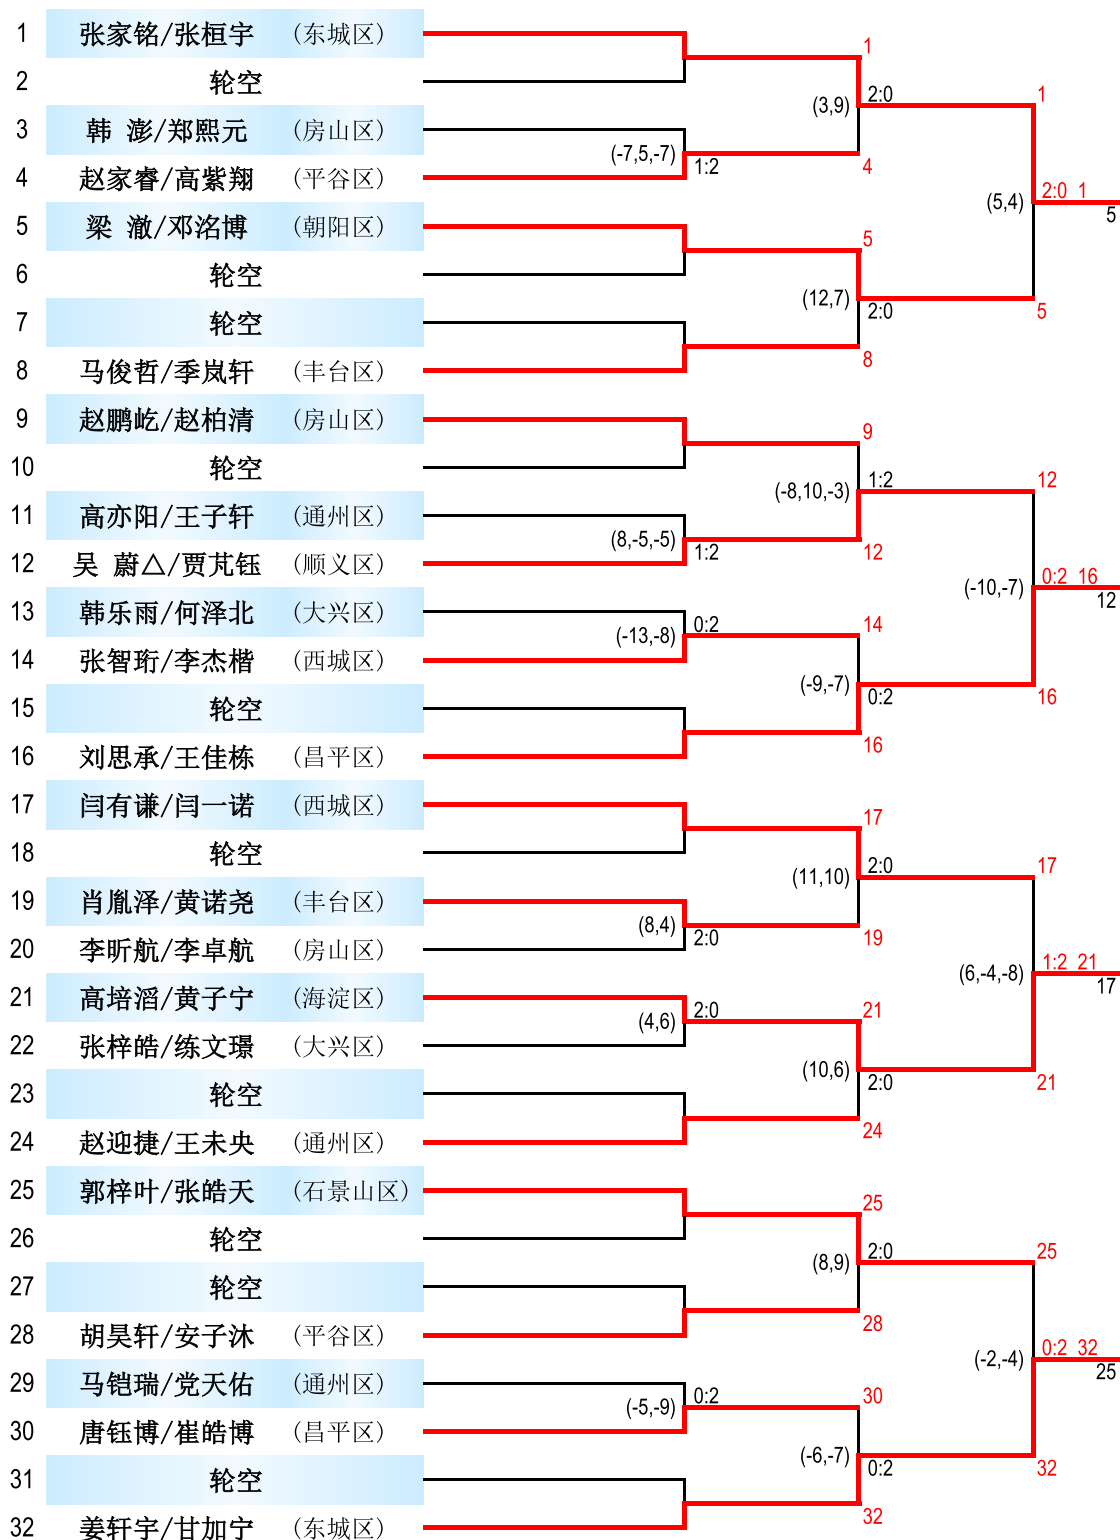 1 张家铭/张桓宇 (东城区)
1
2 轮空
(3,9) 2:0 1
3 韩 澎/郑熙元 (房山区)
(-7,5,-7) 1:2 4
4 赵家睿/高紫翔 (平谷区)
(5,4) 2:0 1
5
5 梁 澈/邓洺博 (朝阳区)
5
6 轮空
(12,7) 2:0 5
7 轮空
8
8 马俊哲/季岚轩 (丰台区)
9 赵鹏屹/赵柏清 (房山区)
9
10 轮空
(-8,10,-3) 1:2 12
11 高亦阳/王子轩 (通州区)
(8,-5,-5) 1:2 12
12 吴 蔚△/贾芃钰 (顺义区)
(-10,-7) 0:2 16
12
13 韩乐雨/何泽北 (大兴区)
(-13,-8) 0:2 14
14 张智珩/李杰楷 (西城区)
(-9,-7) 0:2 16
15 轮空
16
16 刘思承/王佳栋 (昌平区)
17 闫有谦/闫一诺 (西城区)
17
18 轮空
(11,10) 2:0 17
19 肖胤泽/黄诺尧 (丰台区)
(8,4) 2:0 19
20 李昕航/李卓航 (房山区)
(6,-4,-8) 1:2 21
17
21 高培滔/黄子宁 (海淀区)
(4,6) 2:0 21
22 张梓皓/练文璟 (大兴区)
(10,6) 2:0 21
23 轮空
24
24 赵迎捷/王未央 (通州区)
25 郭梓叶/张皓天 (石景山区)
25
26 轮空
(8,9) 2:0 25
27 轮空
28
28 胡昊轩/安子沐 (平谷区)
(-2,-4) 0:2 32
25
29 马铠瑞/党天佑 (通州区)
(-5,-9) 0:2 30
30 唐钰博/崔皓博 (昌平区)
(-6,-7) 0:2 32
31 轮空
32
32 姜轩宇/甘加宁 (东城区)